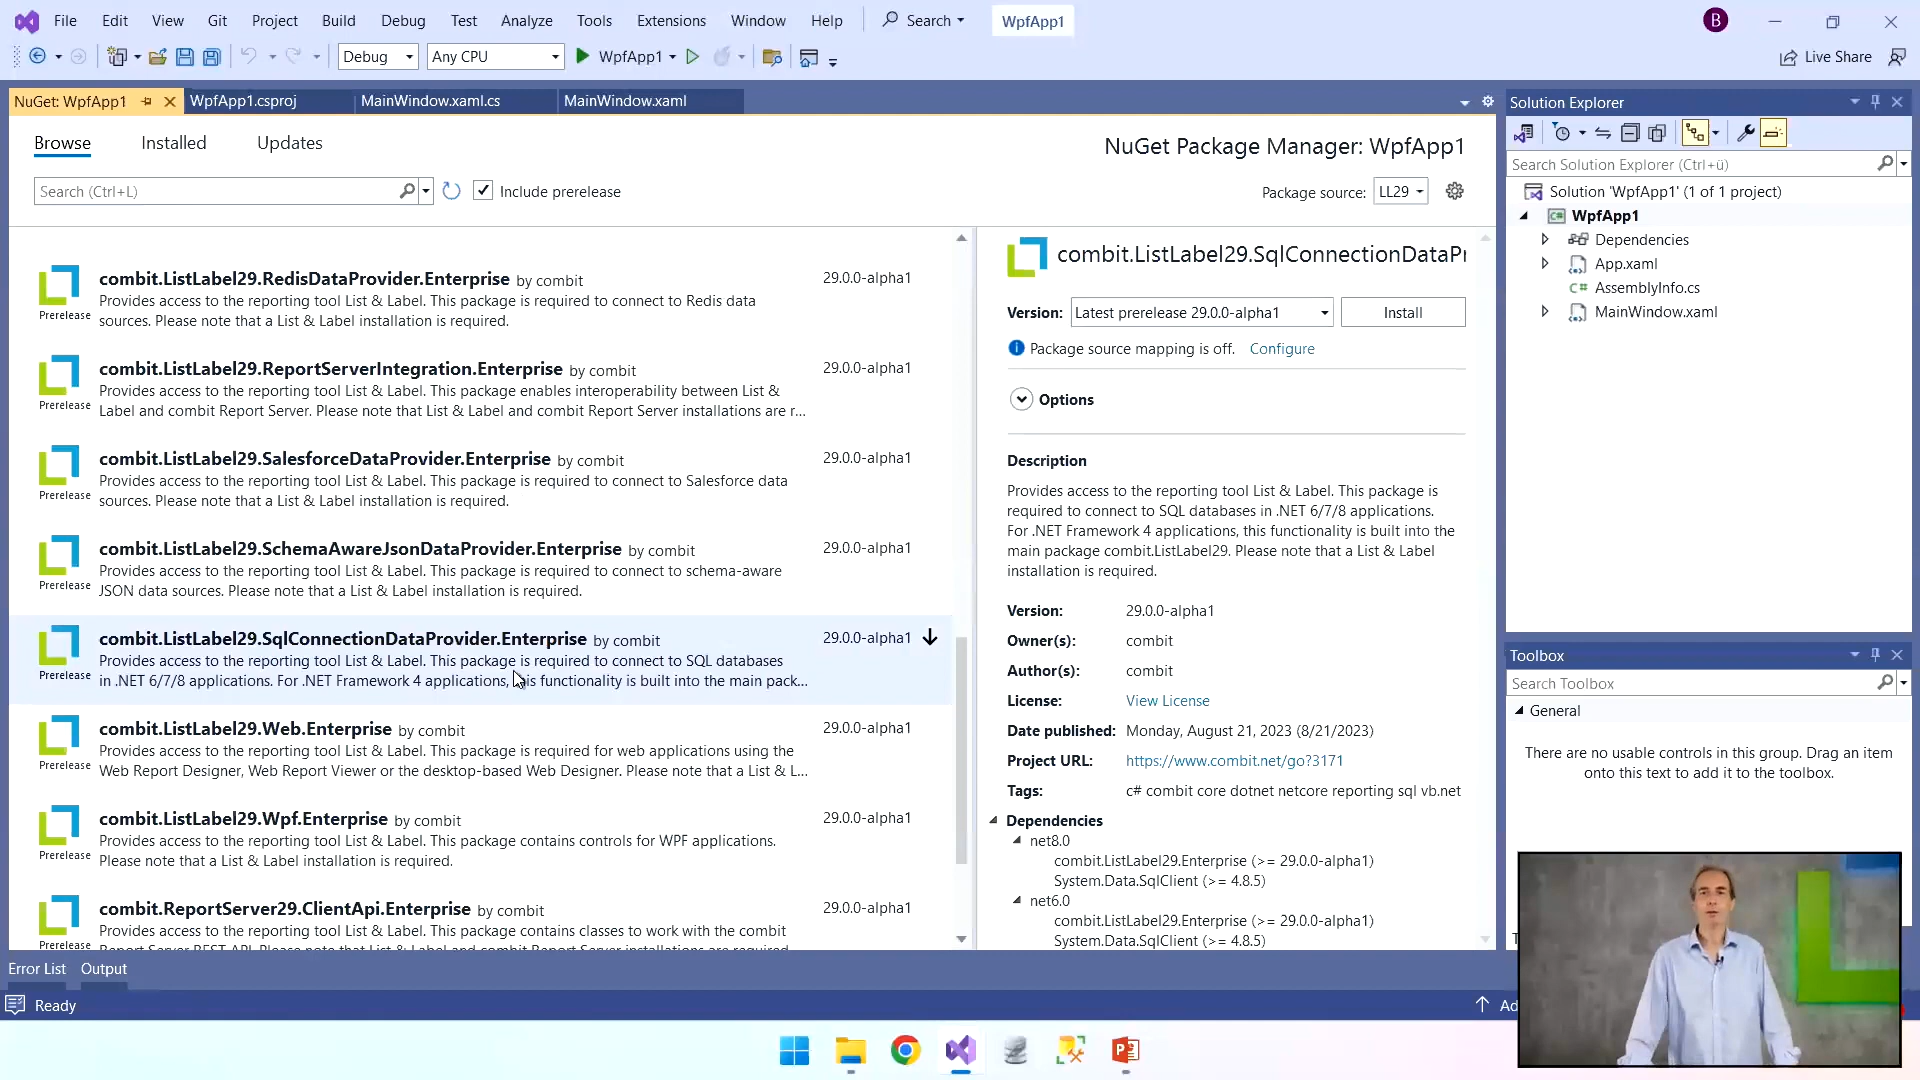 File Edit View Git Project Build Debug Test Analyze Tools Extensions Window Help Search WpfApp1 B
Debug Any CPU WpfApp1 Live Share
NuGet: WpfApp1 WpfApp1.csproj MainWindow.xaml.cs MainWindow.xaml
Browse Installed Updates
NuGet Package Manager: WpfApp1
Search (Ctrl+L) Include prerelease
Package source: LL29
combit.ListLabel29.RedisDataProvider.Enterprise by combit 29.0.0-alpha1
Provides access to the reporting tool List & Label. This package is required to connect to Redis data
sources. Please note that a List & Label installation is required.
Prerelease
combit.ListLabel29.ReportServerIntegration.Enterprise by combit 29.0.0-alpha1
Provides access to the reporting tool List & Label. This package enables interoperability between List &
Label and combit Report Server. Please note that List & Label and combit Report Server installations are r...
Prerelease
combit.ListLabel29.SalesforceDataProvider.Enterprise by combit 29.0.0-alpha1
Provides access to the reporting tool List & Label. This package is required to connect to Salesforce data
sources. Please note that a List & Label installation is required.
Prerelease
combit.ListLabel29.SchemaAwareJsonDataProvider.Enterprise by combit 29.0.0-alpha1
Provides access to the reporting tool List & Label. This package is required to connect to schema-aware
JSON data sources. Please note that a List & Label installation is required.
Prerelease
combit.ListLabel29.SqlConnectionDataProvider.Enterprise by combit 29.0.0-alpha1
Provides access to the reporting tool List & Label. This package is required to connect to SQL databases
in .NET 6/7/8 applications. For .NET Framework 4 applications, this functionality is built into the main pack...
Prerelease
combit.ListLabel29.Web.Enterprise by combit 29.0.0-alpha1
Provides access to the reporting tool List & Label. This package is required for web applications using the
Web Report Designer, Web Report Viewer or the desktop-based Web Designer. Please note that a List & L...
Prerelease
combit.ListLabel29.Wpf.Enterprise by combit 29.0.0-alpha1
Provides access to the reporting tool List & Label. This package contains controls for WPF applications.
Please note that a List & Label installation is required.
Prerelease
combit.ReportServer29.ClientApi.Enterprise by combit 29.0.0-alpha1
Provides access to the reporting tool List & Label. This package contains classes to work with the combit
Report Server REST API. Please note that List & Label and combit Report Server installations are required
Prerelease
combit.ListLabel29.SqlConnectionDataPr
Version: Latest prerelease 29.0.0-alpha1 Install
Package source mapping is off. Configure
Options
Description
Provides access to the reporting tool List & Label. This package is
required to connect to SQL databases in .NET 6/7/8 applications.
For .NET Framework 4 applications, this functionality is built into the
main package combit.ListLabel29. Please note that a List & Label
installation is required.
Version: 29.0.0-alpha1
Owner(s): combit
Author(s): combit
License: View License
Date published: Monday, August 21, 2023 (8/21/2023)
Project URL: https://www.combit.net/go?3171
Tags: c# combit core dotnet netcore reporting sql vb.net
Dependencies
net8.0
combit.ListLabel29.Enterprise (>= 29.0.0-alpha1)
System.Data.SqlClient (>= 4.8.5)
net6.0
combit.ListLabel29.Enterprise (>= 29.0.0-alpha1)
System.Data.SqlClient (>= 4.8.5)
Solution Explorer
Search Solution Explorer (Ctrl+ü)
Solution 'WpfApp1' (1 of 1 project)
C# WpfApp1
Dependencies
App.xaml
C# AssemblyInfo.cs
MainWindow.xaml
Toolbox
Search Toolbox
General
There are no usable controls in this group. Drag an item
onto this text to add it to the toolbox.
Error List Output
Ready